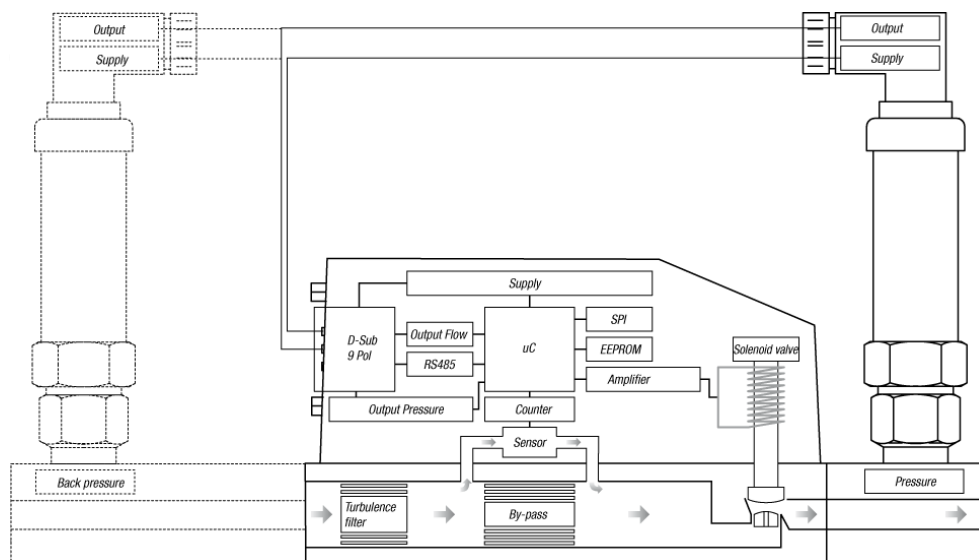 Output
Supply
Output
Supply
Supply
D-Sub
9 Pol
Output Flow
RS485
uC
SPI
EEPROM
Solenoid valve
Amplifier
Output Pressure
Counter
Sensor
Back pressure
Pressure
Turbulence
filter
By-pass